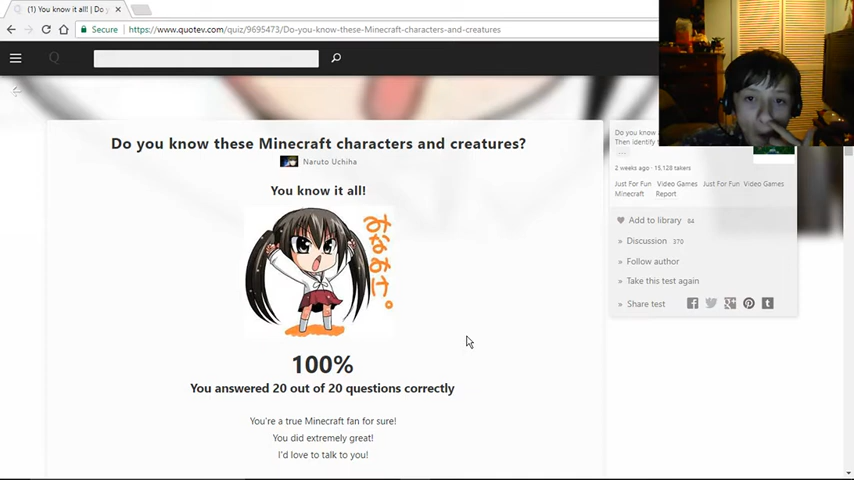 (1) You know it all! | Do y
Secure
https://www.quotev.com/quiz/9695473/Do-you-know-these-Minecraft-characters-and-creatures
Q
Do you know these Minecraft characters and creatures?
Naruto Uchiha
You know it all!
100%
You answered 20 out of 20 questions correctly
You're a true Minecraft fan for sure!
You did extremely great!
I'd love to talk to you!
Do you know
Then identify
...
2 weeks ago · 15,128 takers
Just For Fun Video Games Just For Fun Video Games
Minecraft Report
Add to library 84
» Discussion 370
» Follow author
» Take this test again
» Share test